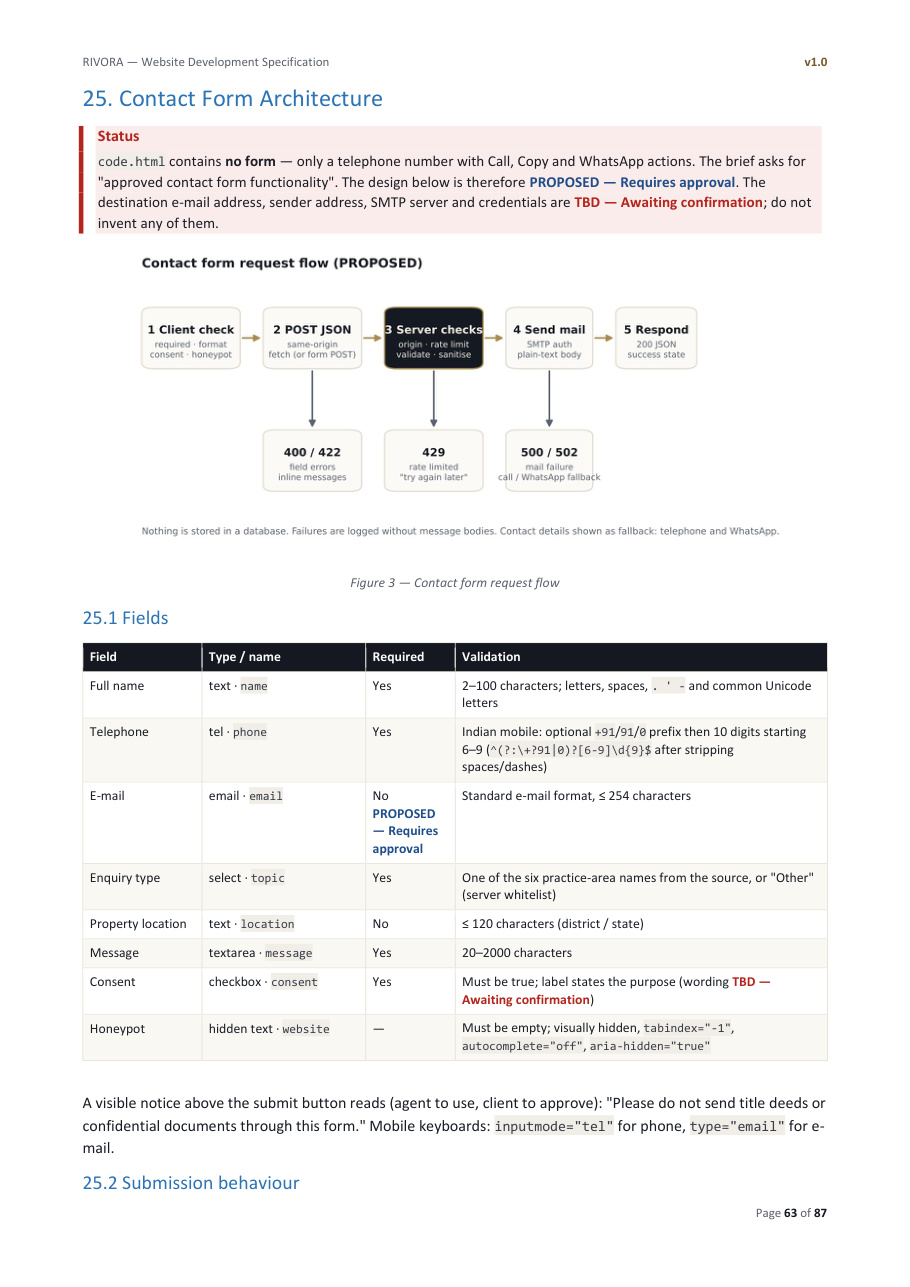 RIVORA — Website Development Specification
v1.0
25. Contact Form Architecture
Status
code.html contains no form — only a telephone number with Call, Copy and WhatsApp actions. The brief asks for
"approved contact form functionality". The design below is therefore PROPOSED — Requires approval. The
destination e-mail address, sender address, SMTP server and credentials are TBD — Awaiting confirmation; do not
invent any of them.
Contact form request flow (PROPOSED)
1 Client check
required · format
consent · honeypot
2 POST JSON
same-origin
fetch (or form POST)
3 Server checks
origin · rate limit
validate · sanitise
4 Send mail
SMTP auth
plain-text body
5 Respond
200 JSON
success state
400 / 422
field errors
inline messages
429
rate limited
"try again later"
500 / 502
mail failure
call / WhatsApp fallback
Nothing is stored in a database. Failures are logged without message bodies. Contact details shown as fallback: telephone and WhatsApp.
Figure 3 — Contact form request flow
25.1 Fields
Field
Type / name
Required
Validation
Full name
text · name
Yes
2–100 characters; letters, spaces, . ' - and common Unicode
letters
Telephone
tel · phone
Yes
Indian mobile: optional +91/91/0 prefix then 10 digits starting
6–9 (^(?:\+?91|0)?[6-9]\d{9}$ after stripping
spaces/dashes)
E-mail
email · email
No
PROPOSED
— Requires
approval
Standard e-mail format, ≤ 254 characters
Enquiry type
select · topic
Yes
One of the six practice-area names from the source, or "Other"
(server whitelist)
Property location
text · location
No
≤ 120 characters (district / state)
Message
textarea · message
Yes
20–2000 characters
Consent
checkbox · consent
Yes
Must be true; label states the purpose (wording TBD —
Awaiting confirmation)
Honeypot
hidden text · website
—
Must be empty; visually hidden, tabindex="-1",
autocomplete="off", aria-hidden="true"
A visible notice above the submit button reads (agent to use, client to approve): "Please do not send title deeds or
confidential documents through this form." Mobile keyboards: inputmode="tel" for phone, type="email" for e-
mail.
25.2 Submission behaviour
Page 63 of 87